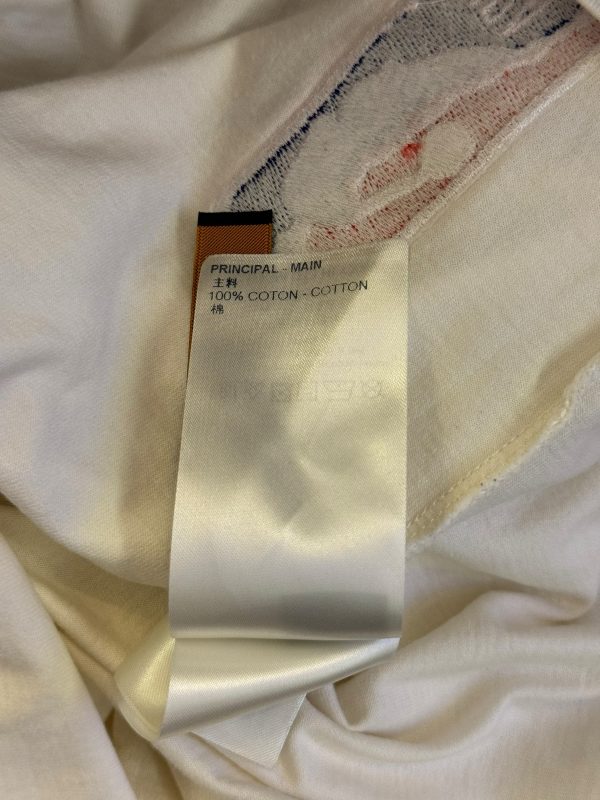 PRINCIPAL - MAIN
主料
100% COTON - COTTON
棉